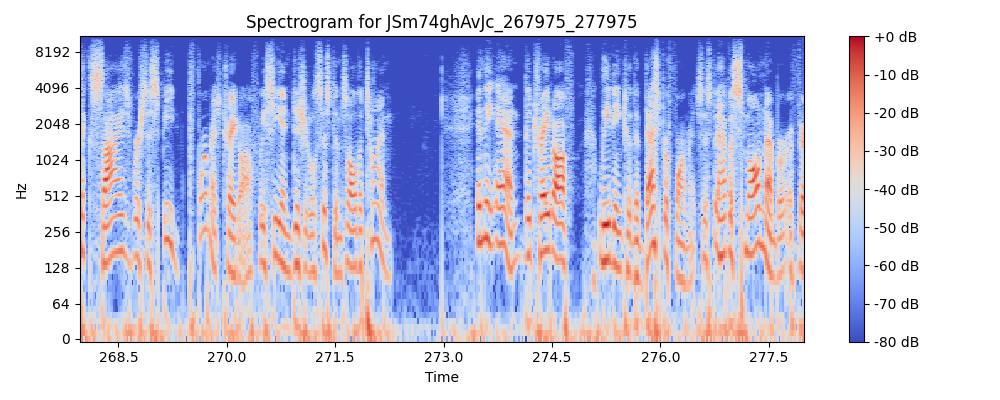 Spectrogram for JSm74ghAvJc_267975_277975
Hz
8192
4096
2048
1024
512
256
128
64
0
268.5 270.0 271.5 273.0 274.5 276.0 277.5
Time
+0 dB
-10 dB
-20 dB
-30 dB
-40 dB
-50 dB
-60 dB
-70 dB
-80 dB